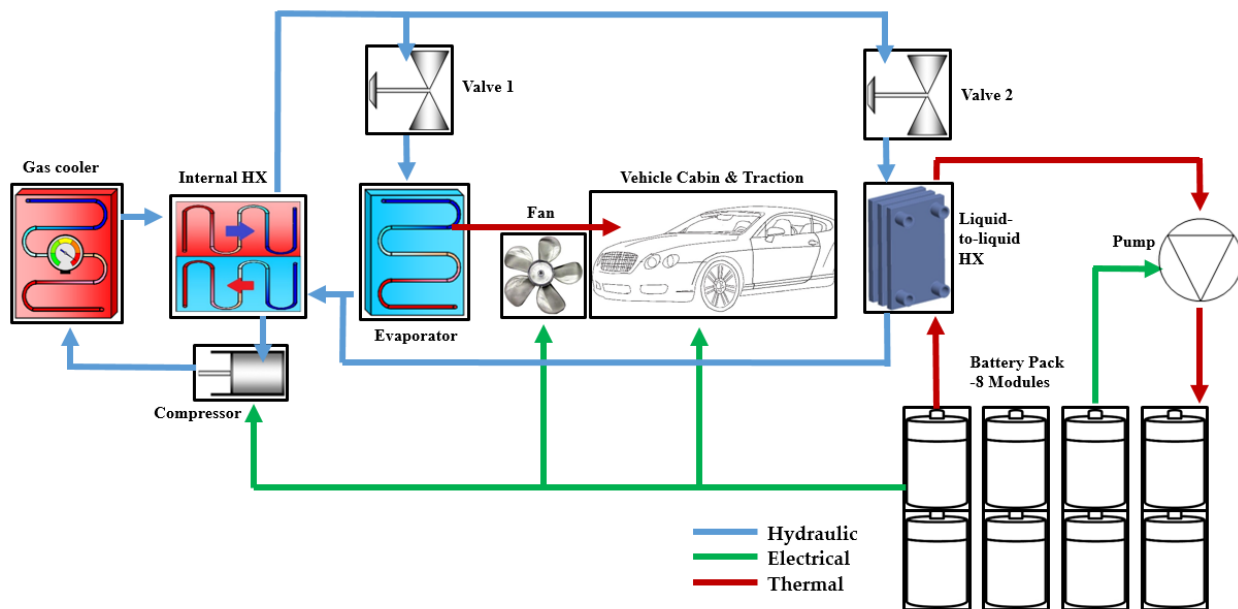 Valve 1
Valve 2
Gas cooler
Internal HX
Vehicle Cabin & Traction
Fan
Liquid-
to-liquid
HX
Pump
Evaporator
Battery Pack
-8 Modules
Compressor
Hydraulic
Electrical
Thermal